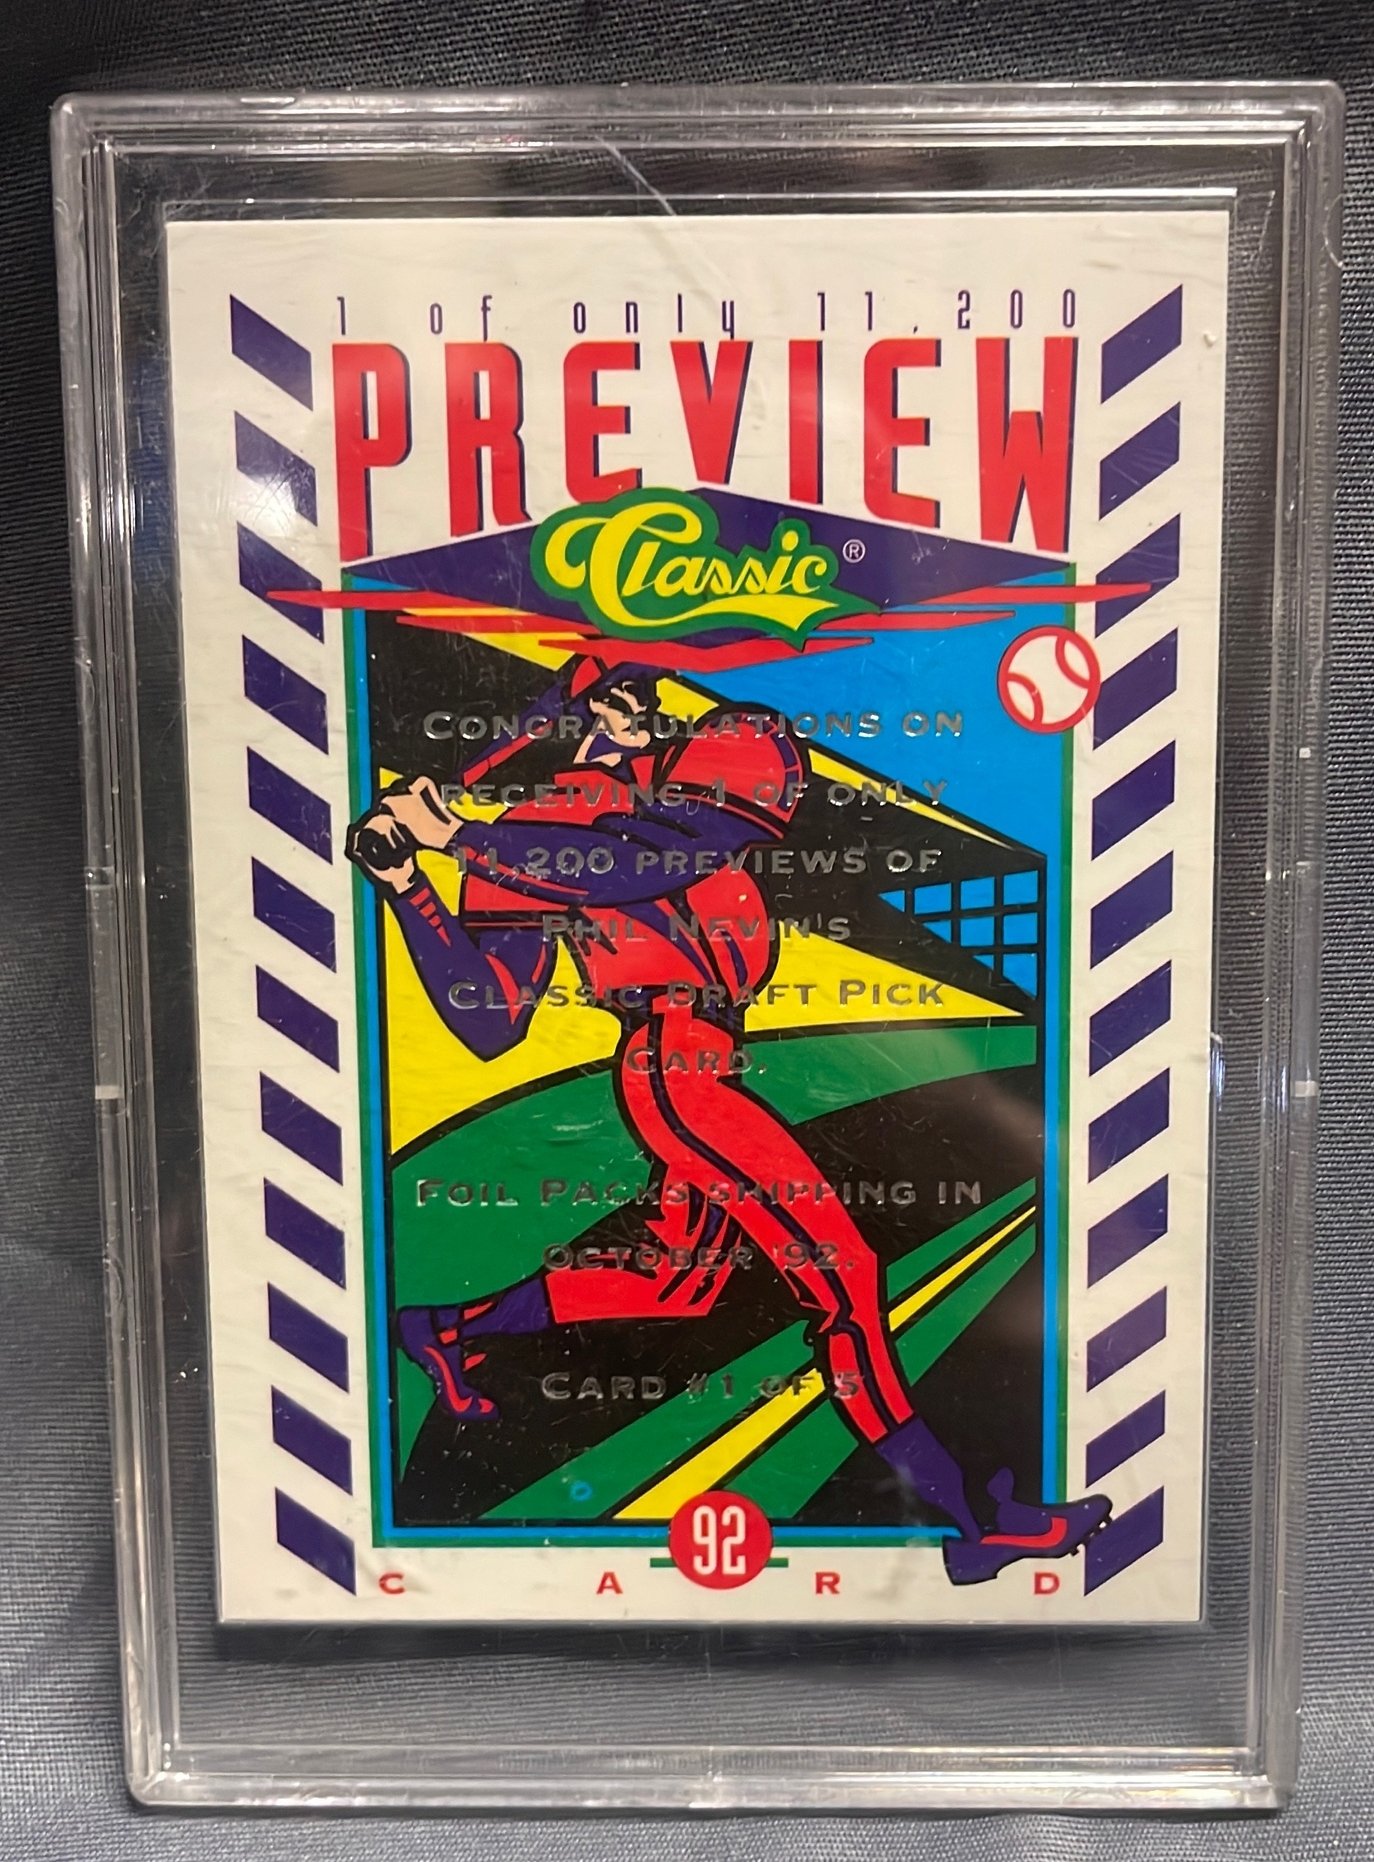 1 of only 11,200
PREVIEW
Classic®
CONGRATULATIONS ON
RECEIVING 1 OF ONLY
11,200 PREVIEWS OF
PHIL NEVIN'S
CLASSIC DRAFT PICK
CARD.
FOIL PACKS SHIPPING IN
OCTOBER '92.
CARD #1 OF 5
92
CARD